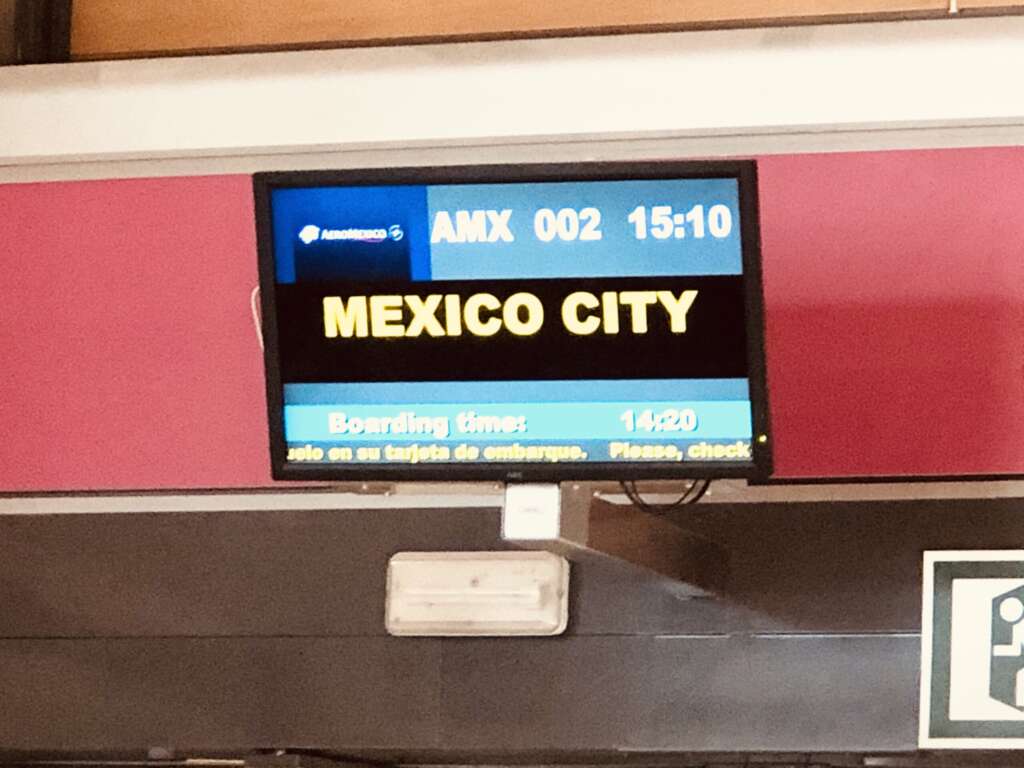 AEROMEXICO
AMX 002 15:10
MEXICO CITY
Boarding time: 14:20
uelo en su tarjeta de embarque. Please, check